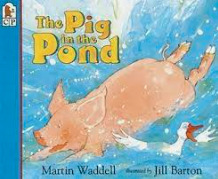 The Pig
in the
Pond
Martin Waddell illustrated by Jill Barton